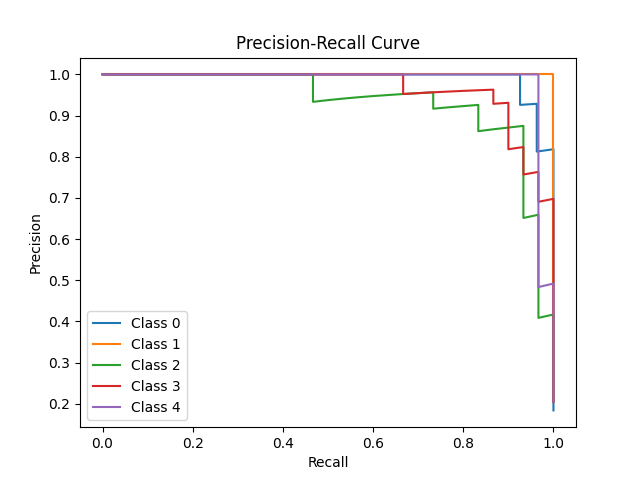 Precision-Recall Curve
1.0
0.9
0.8
0.7
0.6
0.5
0.4
0.3
0.2
Precision
Class 0
Class 1
Class 2
Class 3
Class 4
0.0 0.2 0.4 0.6 0.8 1.0
Recall